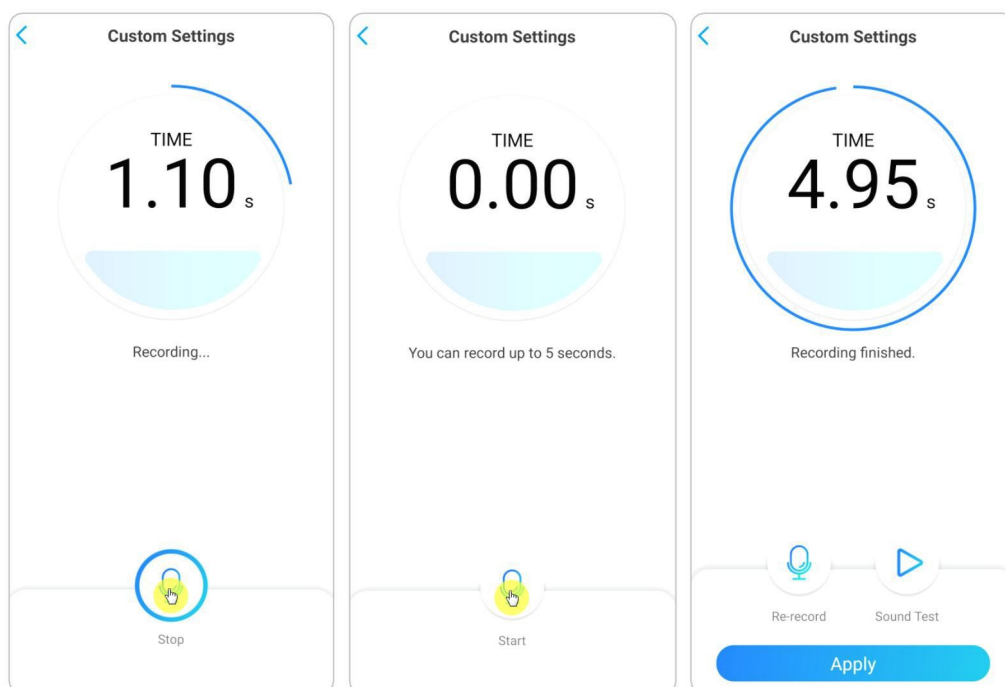 Custom Settings
TIME
1.10 s
Recording...
Stop
Custom Settings
TIME
0.00 s
You can record up to 5 seconds.
Start
Custom Settings
TIME
4.95 s
Recording finished.
Re-record
Sound Test
Apply